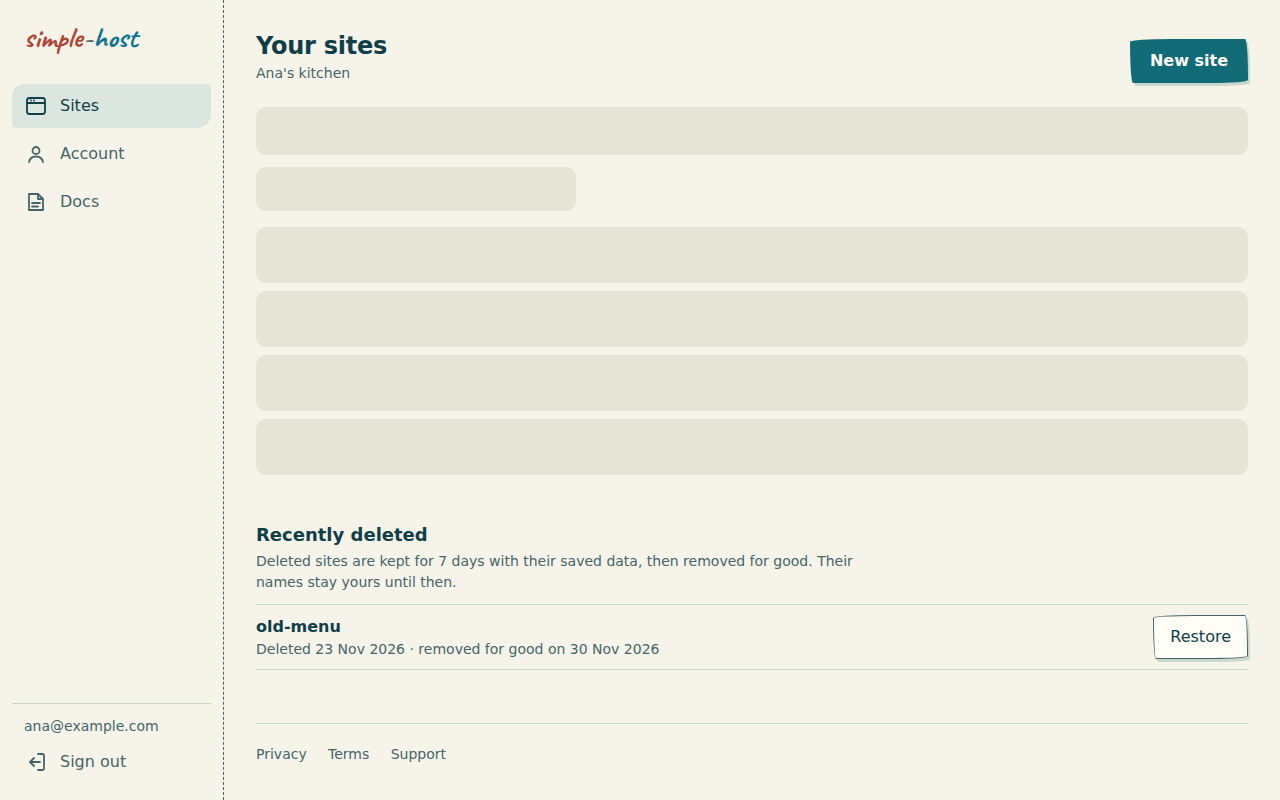 simple-host
Sites
Account
Docs
ana@example.com
Sign out
Your sites
Ana's kitchen
New site
Recently deleted
Deleted sites are kept for 7 days with their saved data, then removed for good. Their
names stay yours until then.
old-menu
Deleted 23 Nov 2026 · removed for good on 30 Nov 2026
Restore
Privacy
Terms
Support